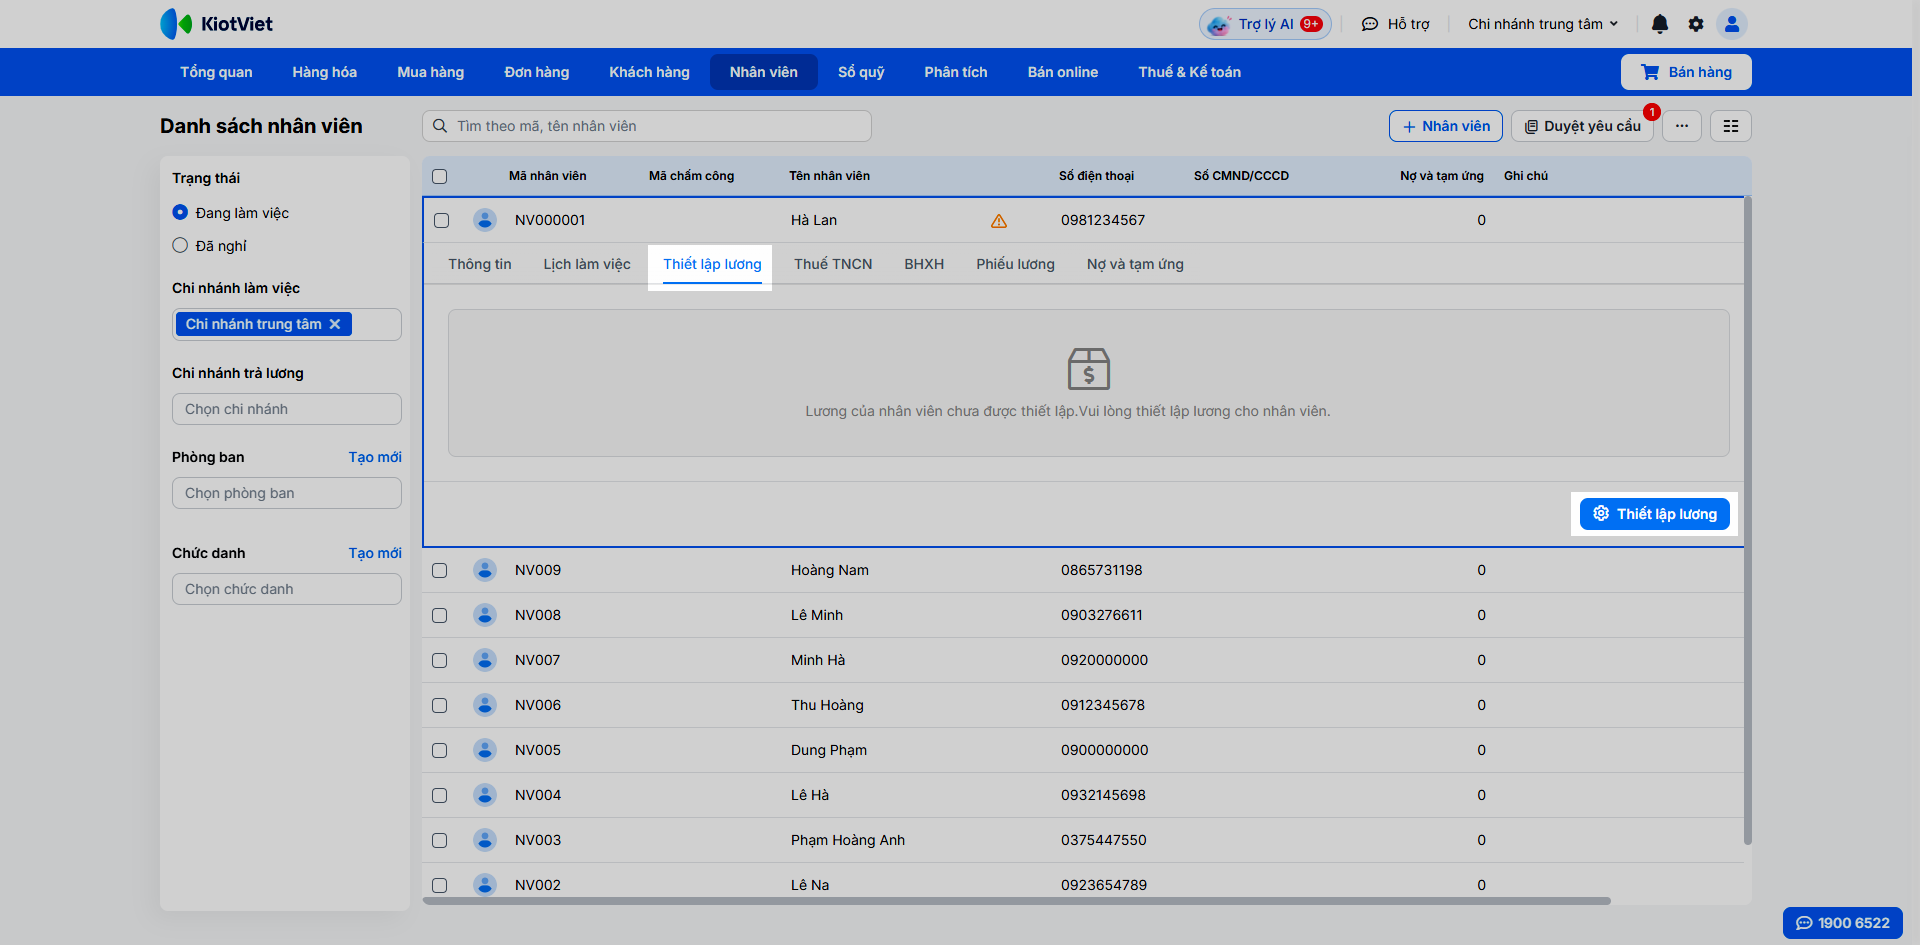 KiotViet
Trợ lý AI 9+
Hỗ trợ
Chi nhánh trung tâm
Tổng quan
Hàng hóa
Mua hàng
Đơn hàng
Khách hàng
Nhân viên
Sổ quỹ
Phân tích
Bán online
Thuế & Kế toán
Bán hàng
Danh sách nhân viên
Tìm theo mã, tên nhân viên
Nhân viên
Duyệt yêu cầu
1
Trạng thái
Đang làm việc
Đã nghỉ
Chi nhánh làm việc
Chi nhánh trung tâm
Chi nhánh trả lương
Chọn chi nhánh
Phòng ban Tạo mới
Chọn phòng ban
Chức danh Tạo mới
Chọn chức danh
Mã nhân viên Mã chấm công Tên nhân viên Số điện thoại Số CMND/CCCD Nợ và tạm ứng Ghi chú
NV000001 Hà Lan 0981234567 0
Thông tin Lịch làm việc Thiết lập lương Thuế TNCN BHXH Phiếu lương Nợ và tạm ứng
Lương của nhân viên chưa được thiết lập.Vui lòng thiết lập lương cho nhân viên.
Thiết lập lương
NV009 Hoàng Nam 0865731198 0
NV008 Lê Minh 0903276611 0
NV007 Minh Hà 0920000000 0
NV006 Thu Hoàng 0912345678 0
NV005 Dung Phạm 0900000000 0
NV004 Lê Hà 0932145698 0
NV003 Phạm Hoàng Anh 0375447550 0
NV002 Lê Na 0923654789 0
1900 6522